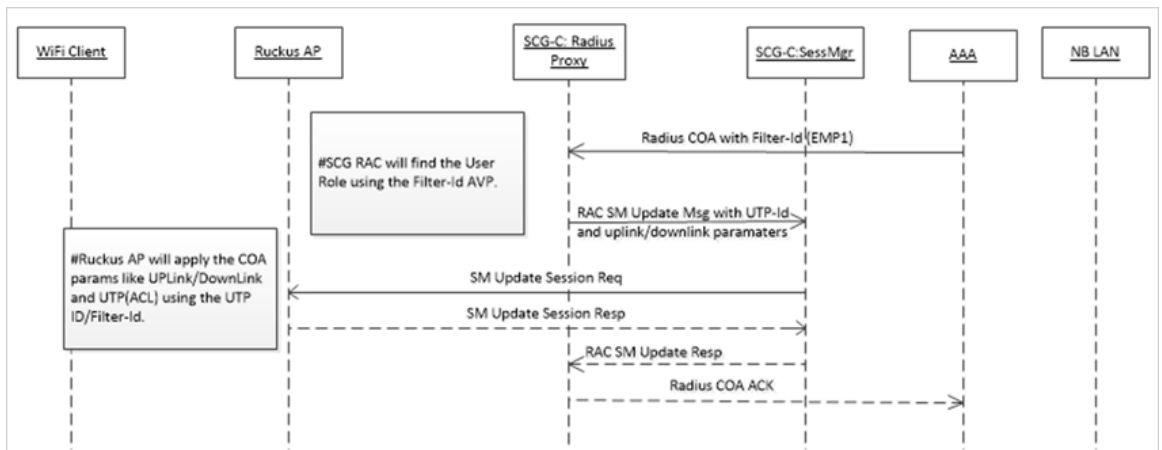 WiFi Client
Ruckus AP
SCG-C: Radius
Proxy
SCG-C:SessMgr
AAA
NB LAN
Radius COA with Filter-Id (EMP1)
#SCG RAC will find the User
Role using the Filter-Id AVP.
RAC SM Update Msg with UTP-Id
and uplink/downlink paramaters
#Ruckus AP will apply the COA
params like UPLink/DownLink
and UTP(ACL) using the UTP
ID/Filter-Id.
SM Update Session Req
SM Update Session Resp
RAC SM Update Resp
Radius COA ACK